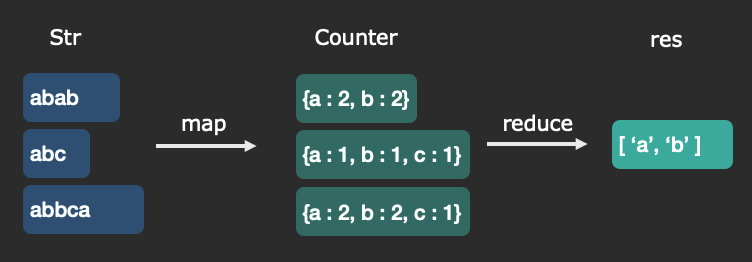 Str
Counter
res
abab
abc
abbca
map
{a : 2, b : 2}
{a : 1, b : 1, c : 1}
{a : 2, b : 2, c : 1}
reduce
[ ‘a’, ‘b’ ]